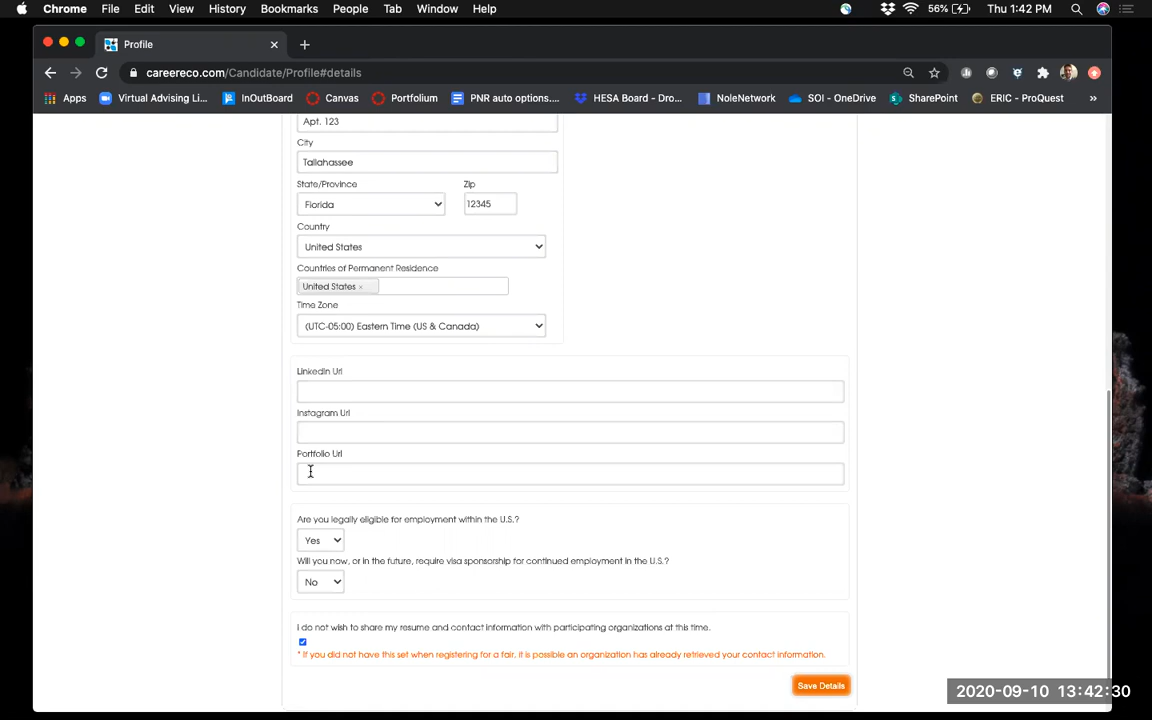 Chrome File Edit View History Bookmarks People Tab Window Help 56% Thu 1:42 PM
Profile
careereco.com/Candidate/Profile#details
Apps Virtual Advising Li... InOutBoard Canvas Portfolium PNR auto options.... HESA Board - Dro... NoleNetwork SOI - OneDrive SharePoint ERIC - ProQuest »
Apt. 123
City
Tallahassee
State/Province Zip
Florida 12345
Country
United States
Countries of Permanent Residence
United States ×
Time Zone
(UTC-05:00) Eastern Time (US & Canada)
LinkedIn Url
Instagram Url
Portfolio Url
Are you legally eligible for employment within the U.S.?
Yes
Will you now, or in the future, require visa sponsorship for continued employment in the U.S.?
No
I do not wish to share my resume and contact information with participating organizations at this time.
* If you did not have this set when registering for a fair, it is possible an organization has already retrieved your contact information.
Save Details
2020-09-10 13:42:30